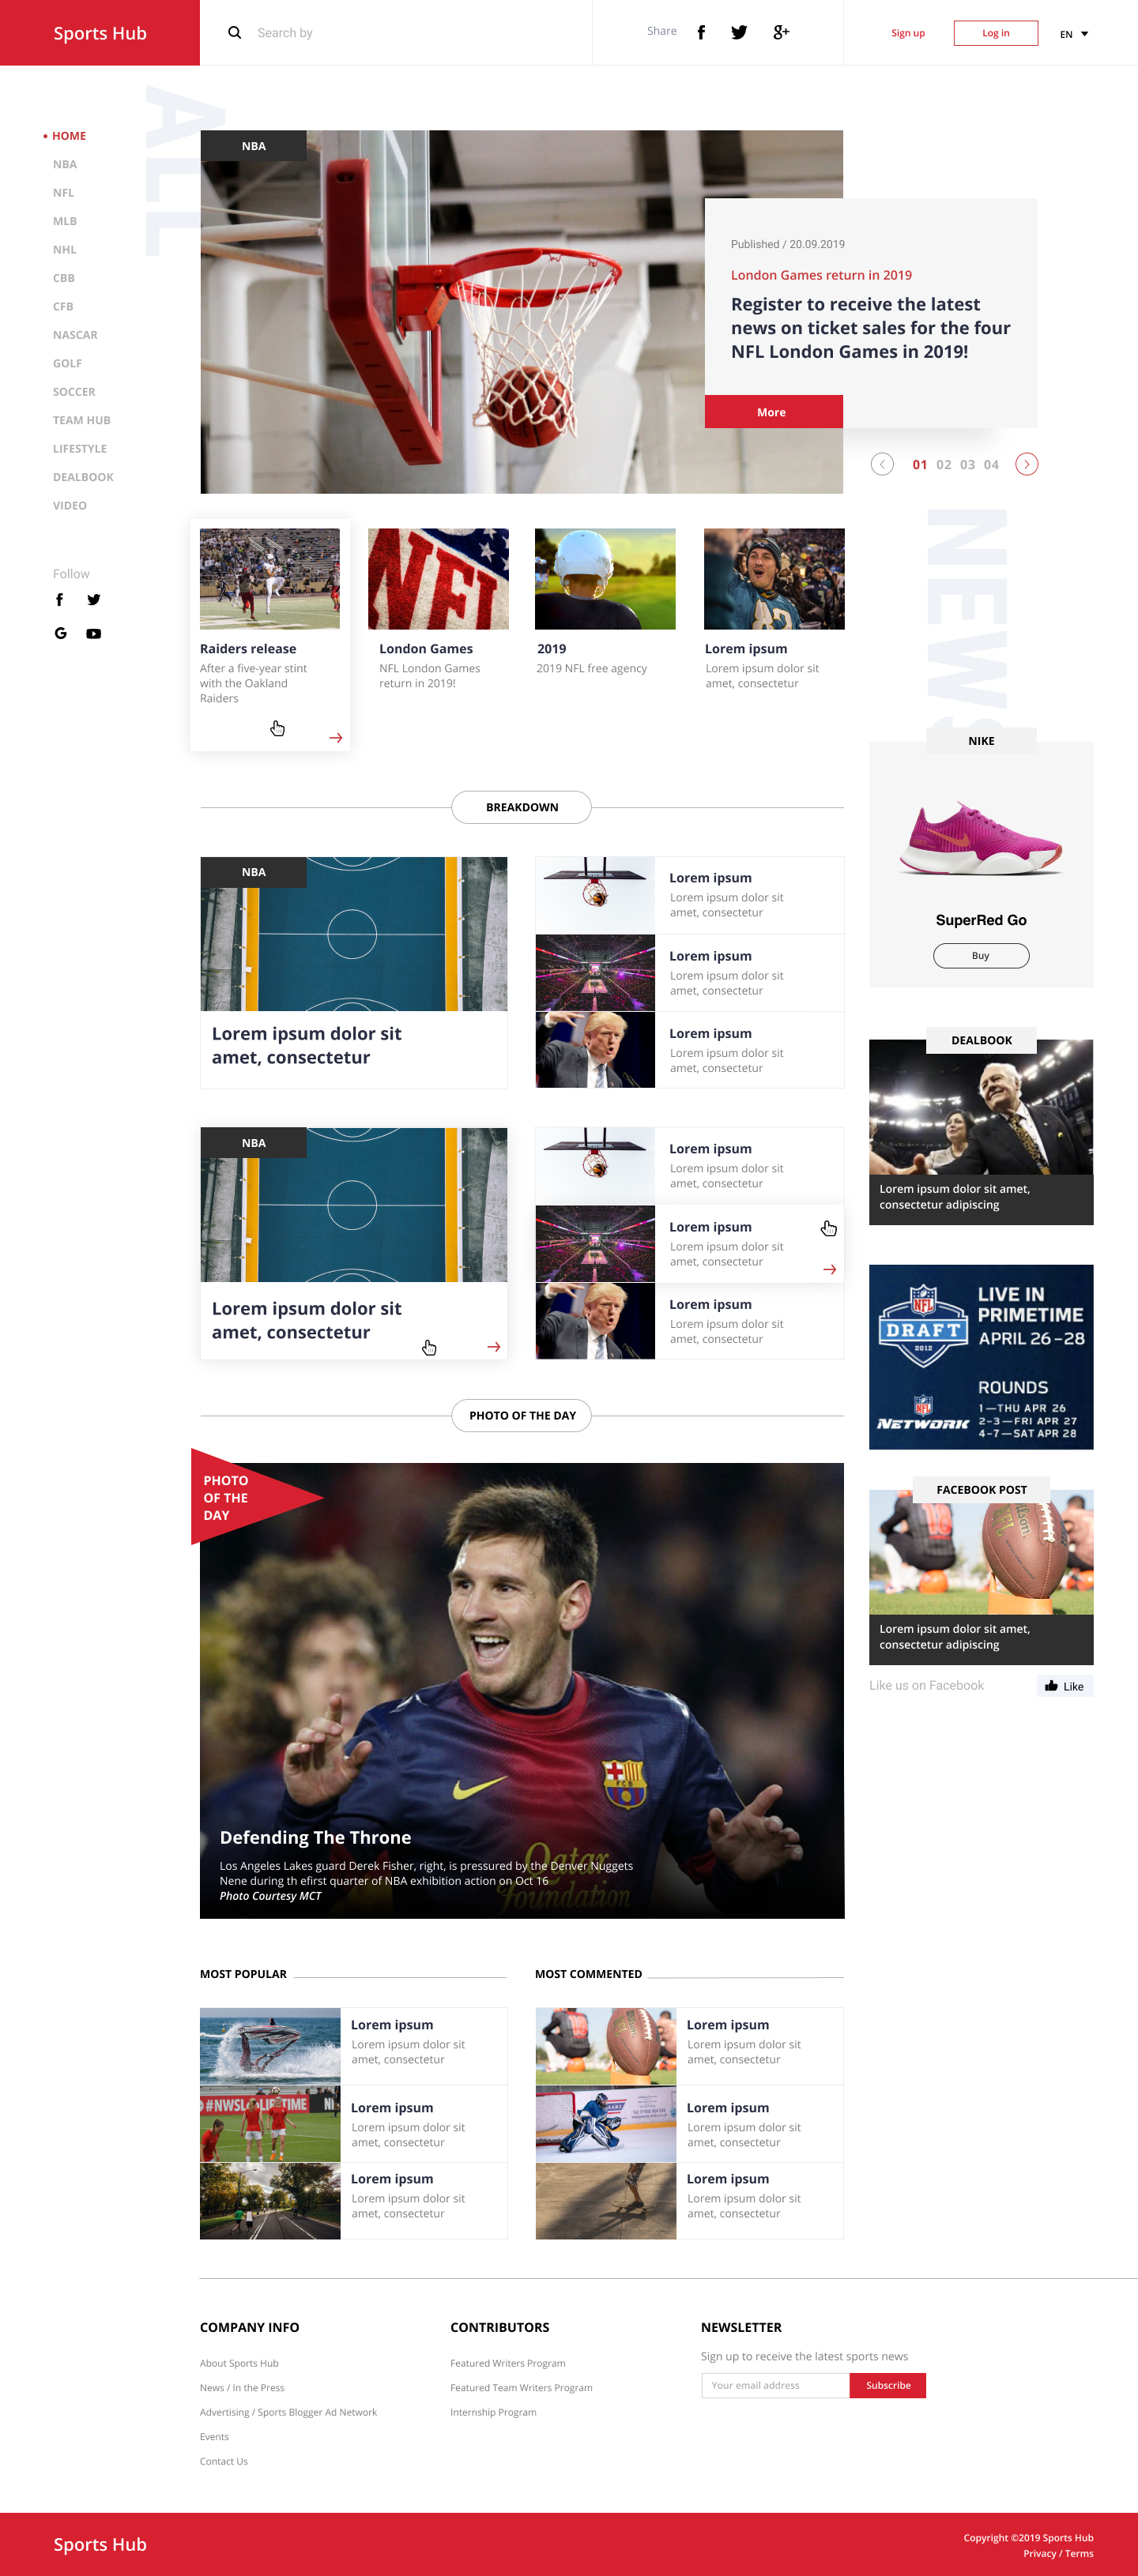 Sports Hub
Search by
Share
Sign up
Log in
EN
ALL
HOME
NBA
NFL
MLB
NHL
CBB
CFB
NASCAR
GOLF
SOCCER
TEAM HUB
LIFESTYLE
DEALBOOK
VIDEO
Follow
NBA
Published / 20.09.2019
London Games return in 2019
Register to receive the latest
news on ticket sales for the four
NFL London Games in 2019!
More
01 02 03 04
NFL
Raiders release
After a five-year stint
with the Oakland
Raiders
London Games
NFL London Games
return in 2019!
2019
2019 NFL free agency
Lorem ipsum
Lorem ipsum dolor sit
amet, consectetur
NEWS
BREAKDOWN
NBA
Lorem ipsum dolor sit
amet, consectetur
Lorem ipsum
Lorem ipsum dolor sit
amet, consectetur
Lorem ipsum
Lorem ipsum dolor sit
amet, consectetur
Lorem ipsum
Lorem ipsum dolor sit
amet, consectetur
NBA
Lorem ipsum dolor sit
amet, consectetur
Lorem ipsum
Lorem ipsum dolor sit
amet, consectetur
Lorem ipsum
Lorem ipsum dolor sit
amet, consectetur
Lorem ipsum
Lorem ipsum dolor sit
amet, consectetur
NIKE
SuperRed Go
Buy
DEALBOOK
Lorem ipsum dolor sit amet,
consectetur adipiscing
NFL
DRAFT
2012
LIVE IN
PRIMETIME
APRIL 26-28
NFL
NETWORK
ROUNDS
1—THU APR 26
2-3—FRI APR 27
4-7—SAT APR 28
FACEBOOK POST
Wilson
Lorem ipsum dolor sit amet,
consectetur adipiscing
Like us on Facebook
Like
PHOTO OF THE DAY
PHOTO
OF THE
DAY
FCB
Qatar
Foundation
Defending The Throne
Los Angeles Lakes guard Derek Fisher, right, is pressured by the Denver Nuggets
Nene during th efirst quarter of NBA exhibition action on Oct 16
Photo Courtesy MCT
MOST POPULAR
Lorem ipsum
Lorem ipsum dolor sit
amet, consectetur
#NWSL
TIME
Lorem ipsum
Lorem ipsum dolor sit
amet, consectetur
Lorem ipsum
Lorem ipsum dolor sit
amet, consectetur
MOST COMMENTED
Lorem ipsum
Lorem ipsum dolor sit
amet, consectetur
Lorem ipsum
Lorem ipsum dolor sit
amet, consectetur
Lorem ipsum
Lorem ipsum dolor sit
amet, consectetur
COMPANY INFO
About Sports Hub
News / In the Press
Advertising / Sports Blogger Ad Network
Events
Contact Us
CONTRIBUTORS
Featured Writers Program
Featured Team Writers Program
Internship Program
NEWSLETTER
Sign up to receive the latest sports news
Your email address
Subscribe
Sports Hub
Copyright ©2019 Sports Hub
Privacy / Terms